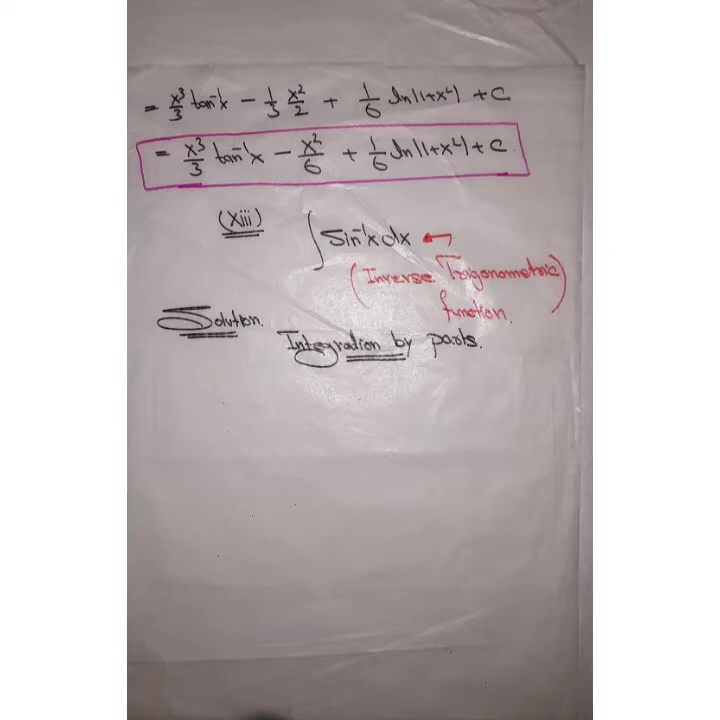 = x³/3 tan⁻¹x − 1/3 x²/2 + 1/6 ln|1+x²| + C
= x³/3 tan⁻¹x − x²/6 + 1/6 ln|1+x²| + C
(xiii) ∫ Sin⁻¹x dx ←
(Inverse Trigonometric
function.
Solution.
Integration by parts.